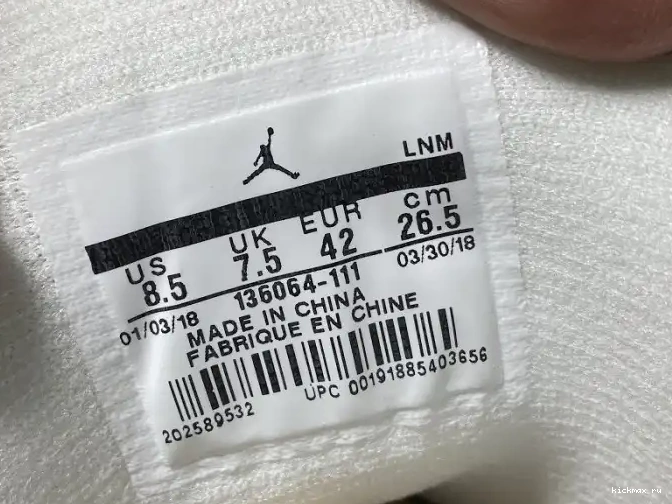 LNM
US UK EUR cm
8.5 7.5 42 26.5
136064-111
01/03/18 03/30/18
MADE IN CHINA
FABRIQUE EN CHINE
202589532 UPC 00191885403656
kickmax.ru